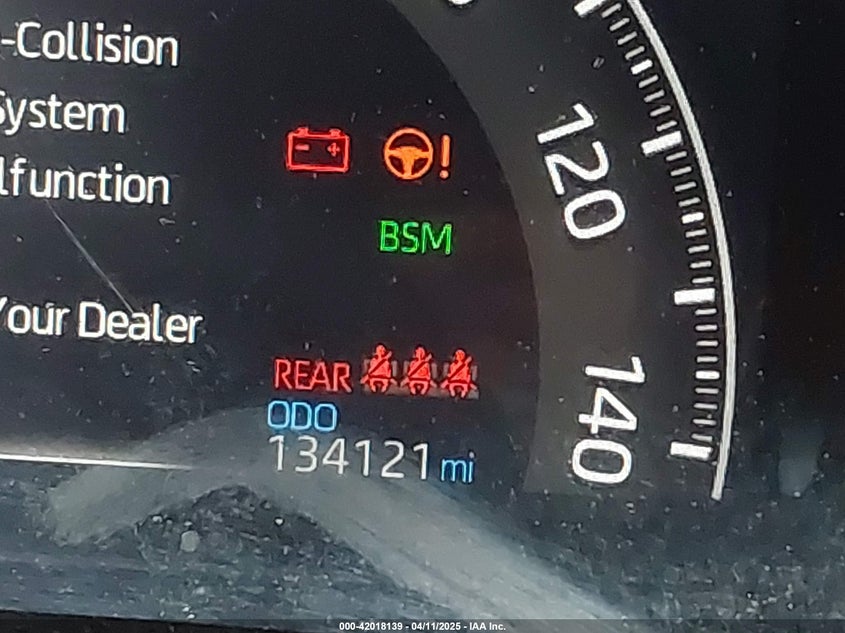 -Collision
System
lfunction
Your Dealer
BSM
REAR
ODO
134121 mi
120
140
000-42018139 - 04/11/2025 - IAA Inc.